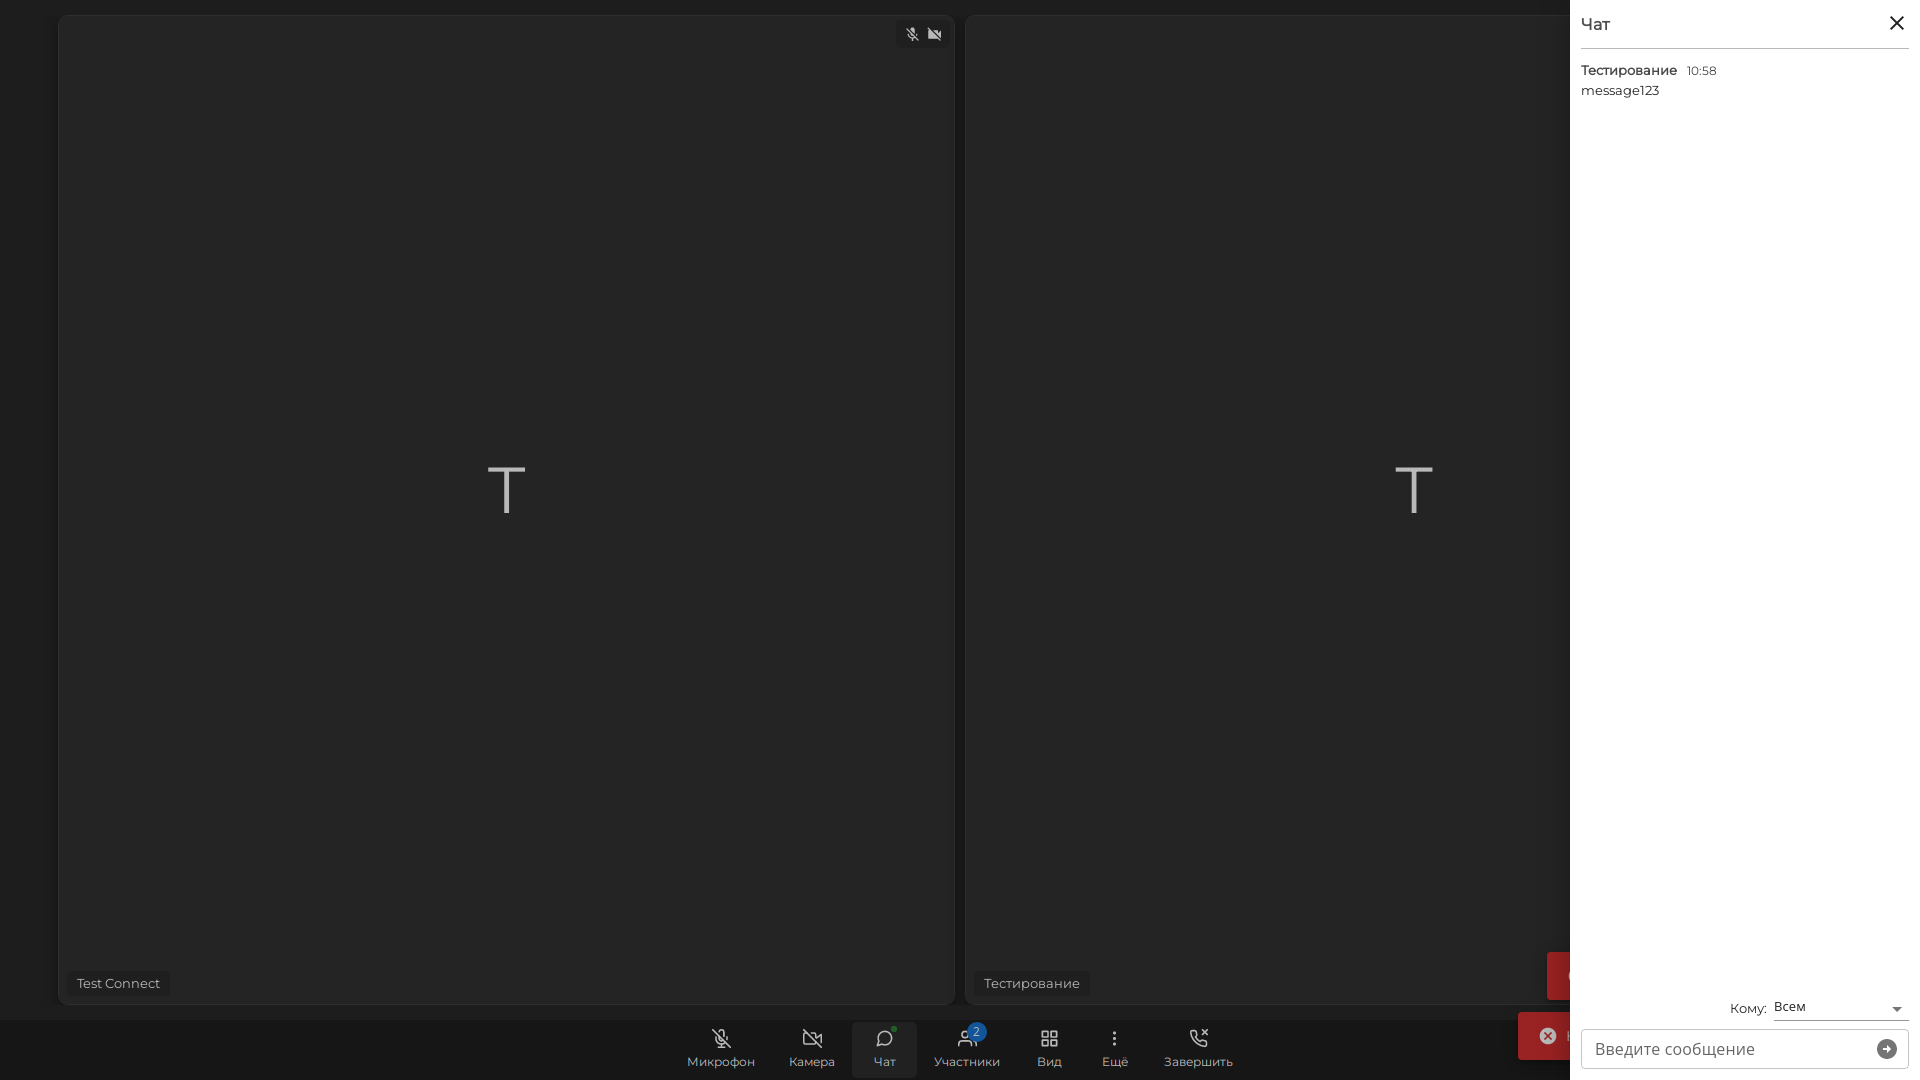 T
Test Connect
T
Тестирование
Микрофон
Камера
Чат
2
Участники
Вид
Ещё
Завершить
Чат
Тестирование 10:58
message123
Кому: Всем
Введите сообщение